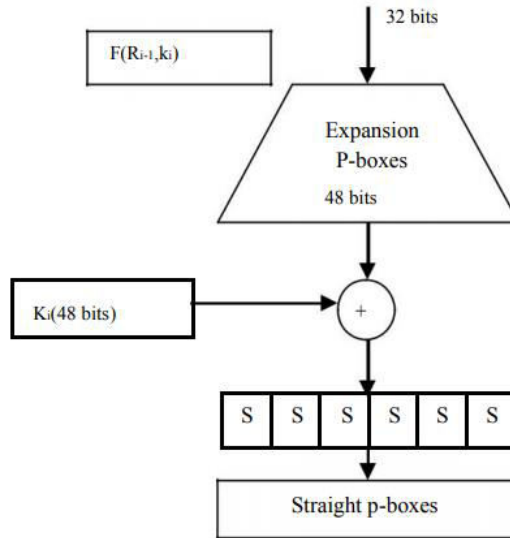 32 bits
F(Ri-1,ki)
Expansion
P-boxes
48 bits
Ki(48 bits)
+
S S S S S S
Straight p-boxes